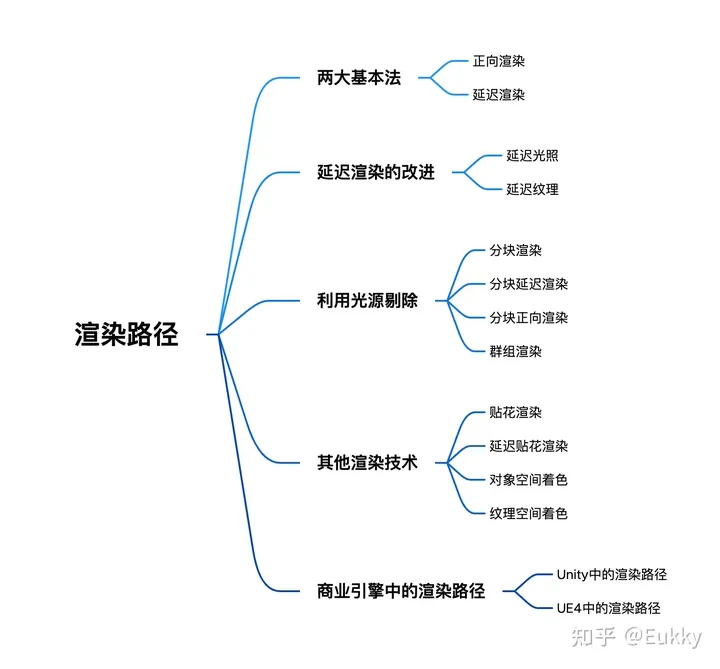 渲染路径
两大基本法
正向渲染
延迟渲染
延迟渲染的改进
延迟光照
延迟纹理
利用光源剔除
分块渲染
分块延迟渲染
分块正向渲染
群组渲染
其他渲染技术
贴花渲染
延迟贴花渲染
对象空间着色
纹理空间着色
商业引擎中的渲染路径
Unity中的渲染路径
UE4中的渲染路径
知乎 @Eukky